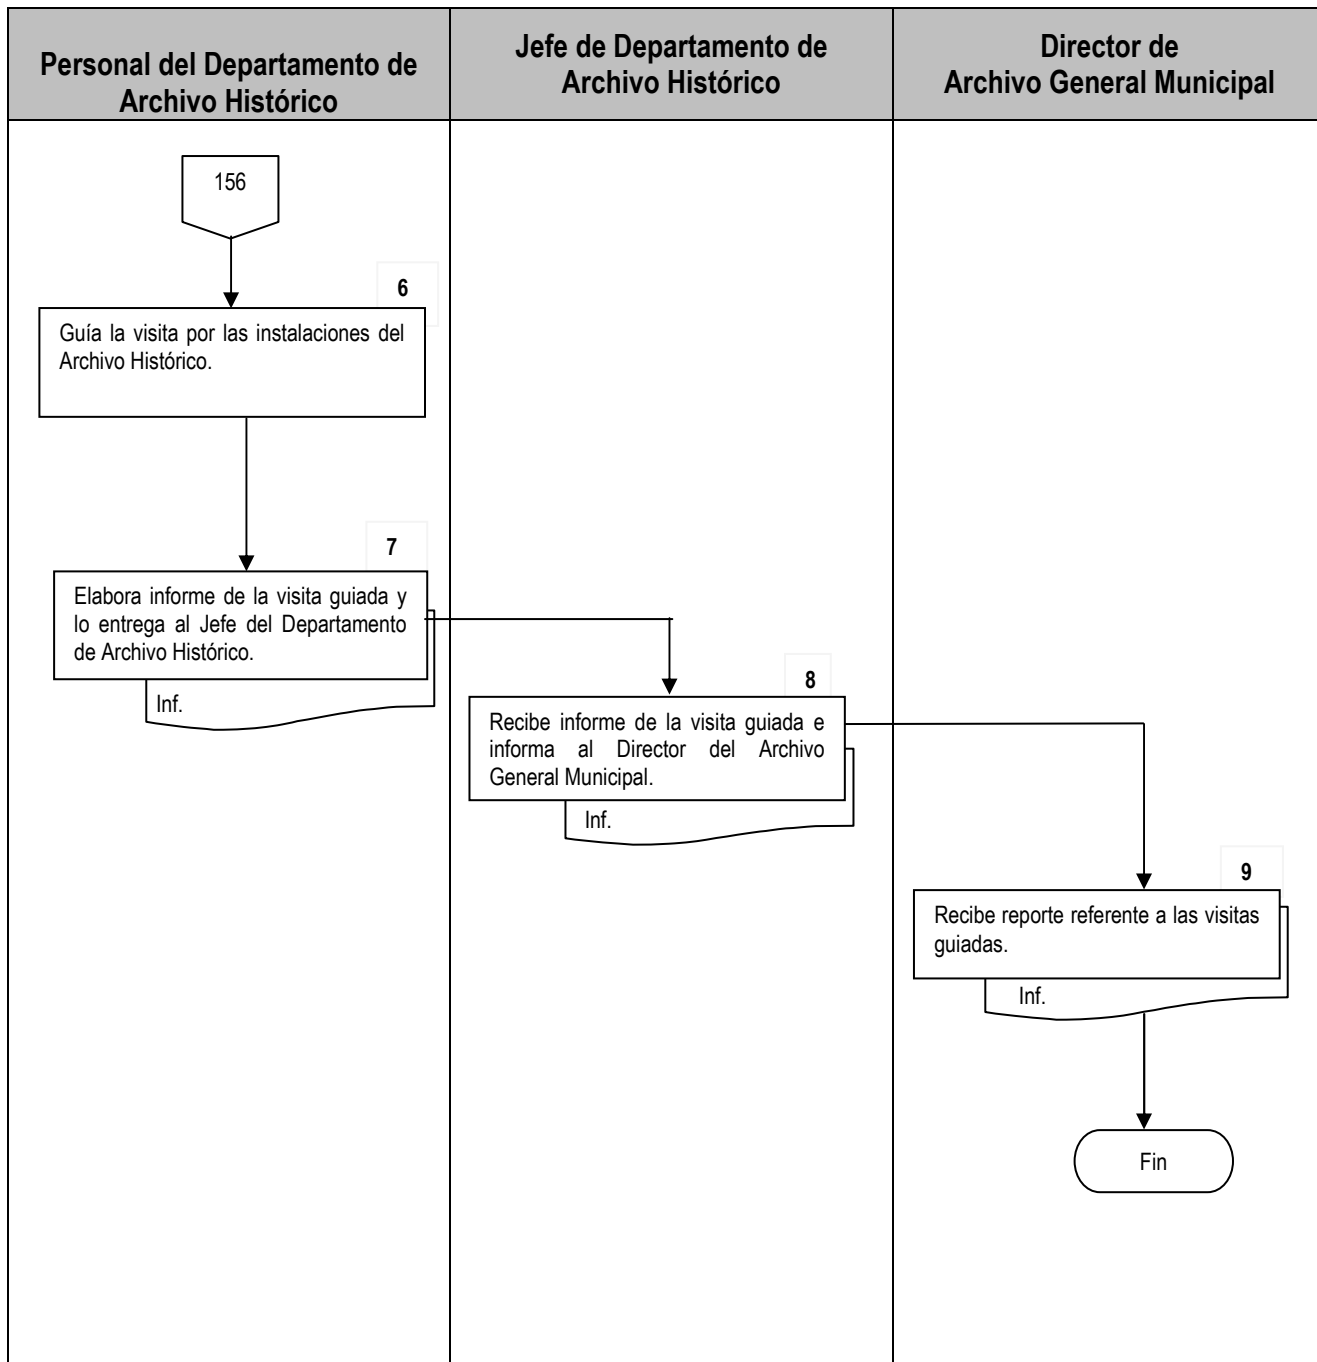 Personal del Departamento de
Archivo Histórico
Jefe de Departamento de
Archivo Histórico
Director de
Archivo General Municipal
156
6
Guía la visita por las instalaciones del
Archivo Histórico.
7
Elabora informe de la visita guiada y
lo entrega al Jefe del Departamento
de Archivo Histórico.
Inf.
8
Recibe informe de la visita guiada e
informa al Director del Archivo
General Municipal.
Inf.
9
Recibe reporte referente a las visitas
guiadas.
Inf.
Fin